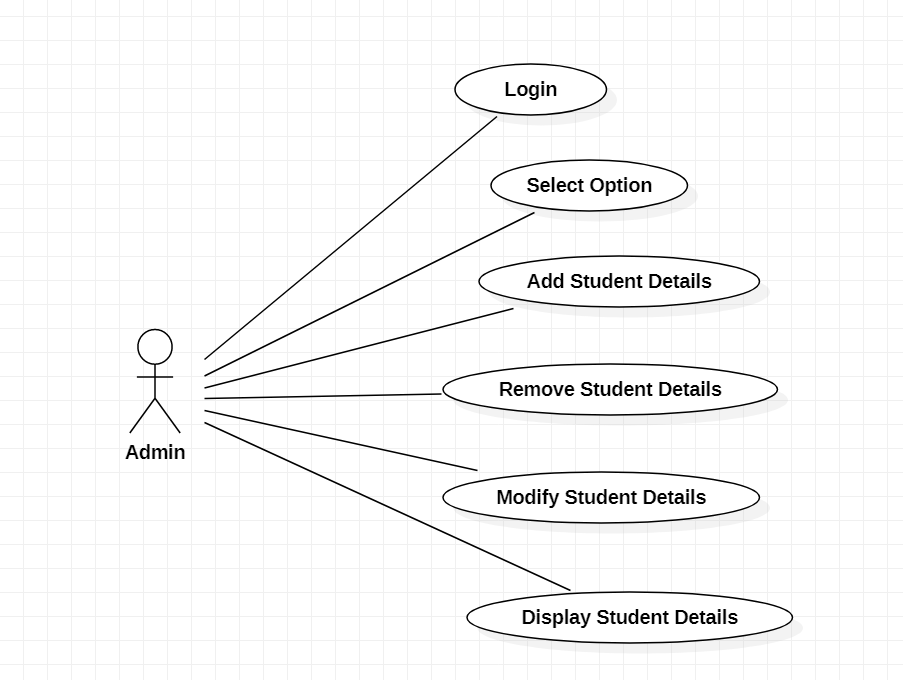 Login
Select Option
Add Student Details
Remove Student Details
Admin
Modify Student Details
Display Student Details